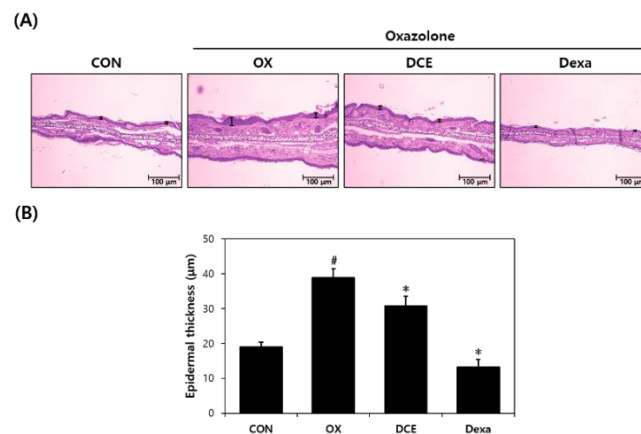 (A)
Oxazolone
CON OX DCE Dexa
100 µm 100 µm 100 µm 100 µm
(B)
Epidermal thickness (µm)
50
40
30
20
10
0
#
*
*
CON OX DCE Dexa